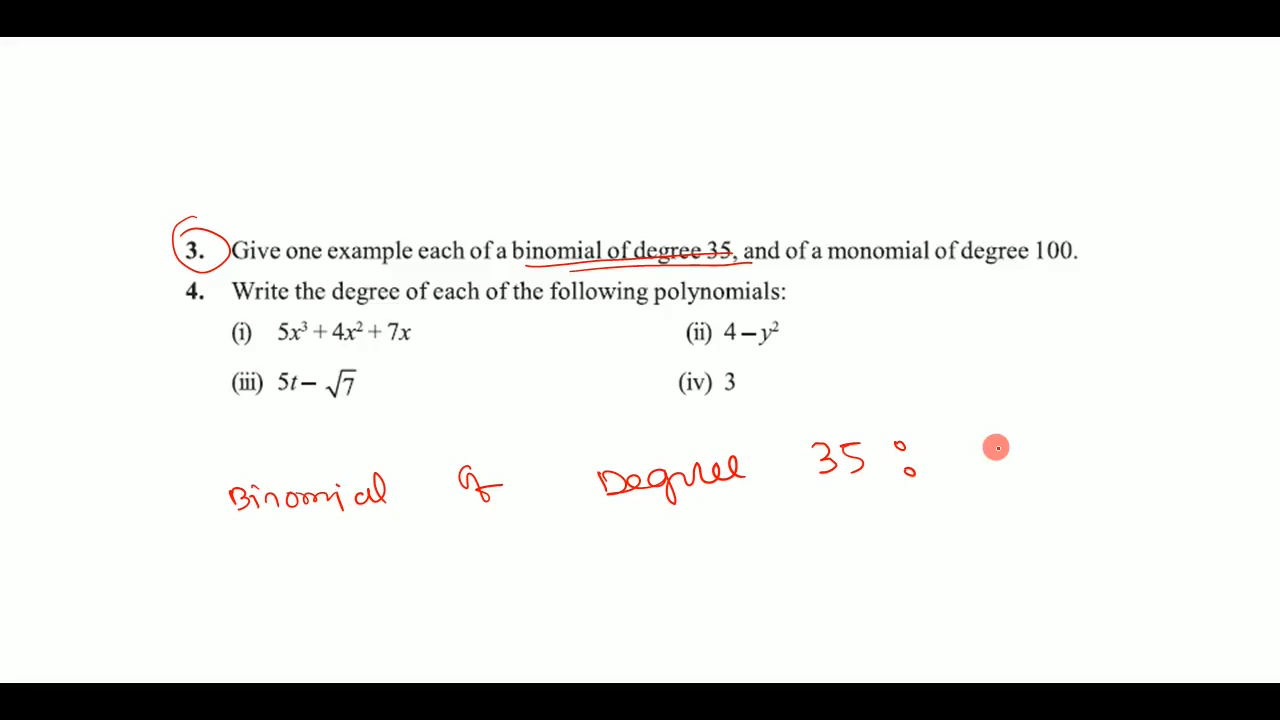 3. Give one example each of a binomial of degree 35, and of a monomial of degree 100.
4. Write the degree of each of the following polynomials:
(i) 5x³ + 4x² + 7x (ii) 4 – y²
(iii) 5t – √7 (iv) 3
Binomial of Degree 35 :